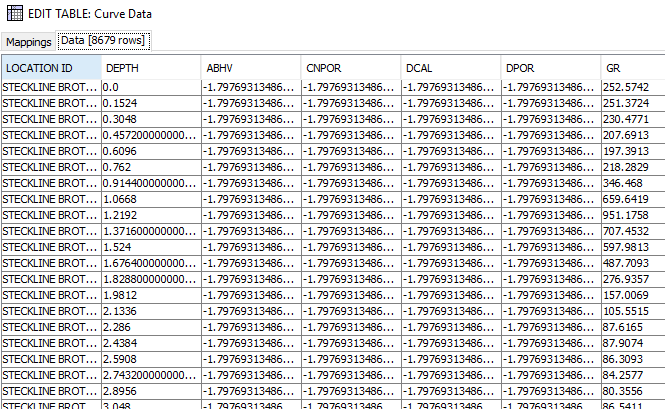 EDIT TABLE: Curve Data
Mappings Data [8679 rows]
LOCATION ID DEPTH ABHV CNPOR DCAL DPOR GR
STECKLINE BROT... 0.0 -1.79769313486... -1.79769313486... -1.79769313486... -1.79769313486... 252.5742
STECKLINE BROT... 0.1524 -1.79769313486... -1.79769313486... -1.79769313486... -1.79769313486... 251.3724
STECKLINE BROT... 0.3048 -1.79769313486... -1.79769313486... -1.79769313486... -1.79769313486... 230.4771
STECKLINE BROT... 0.457200000000... -1.79769313486... -1.79769313486... -1.79769313486... -1.79769313486... 207.6913
STECKLINE BROT... 0.6096 -1.79769313486... -1.79769313486... -1.79769313486... -1.79769313486... 197.3913
STECKLINE BROT... 0.762 -1.79769313486... -1.79769313486... -1.79769313486... -1.79769313486... 218.2829
STECKLINE BROT... 0.914400000000... -1.79769313486... -1.79769313486... -1.79769313486... -1.79769313486... 346.468
STECKLINE BROT... 1.0668 -1.79769313486... -1.79769313486... -1.79769313486... -1.79769313486... 659.6419
STECKLINE BROT... 1.2192 -1.79769313486... -1.79769313486... -1.79769313486... -1.79769313486... 951.1758
STECKLINE BROT... 1.371600000000... -1.79769313486... -1.79769313486... -1.79769313486... -1.79769313486... 707.4532
STECKLINE BROT... 1.524 -1.79769313486... -1.79769313486... -1.79769313486... -1.79769313486... 597.9813
STECKLINE BROT... 1.676400000000... -1.79769313486... -1.79769313486... -1.79769313486... -1.79769313486... 487.7093
STECKLINE BROT... 1.828800000000... -1.79769313486... -1.79769313486... -1.79769313486... -1.79769313486... 276.9357
STECKLINE BROT... 1.9812 -1.79769313486... -1.79769313486... -1.79769313486... -1.79769313486... 157.0069
STECKLINE BROT... 2.1336 -1.79769313486... -1.79769313486... -1.79769313486... -1.79769313486... 105.5515
STECKLINE BROT... 2.286 -1.79769313486... -1.79769313486... -1.79769313486... -1.79769313486... 87.6165
STECKLINE BROT... 2.4384 -1.79769313486... -1.79769313486... -1.79769313486... -1.79769313486... 87.9074
STECKLINE BROT... 2.5908 -1.79769313486... -1.79769313486... -1.79769313486... -1.79769313486... 86.3093
STECKLINE BROT... 2.743200000000... -1.79769313486... -1.79769313486... -1.79769313486... -1.79769313486... 84.2577
STECKLINE BROT... 2.8956 -1.79769313486... -1.79769313486... -1.79769313486... -1.79769313486... 80.3556
STECKLINE BROT... 3.048 -1.79769313486... -1.79769313486... -1.79769313486... -1.79769313486... 86.5411